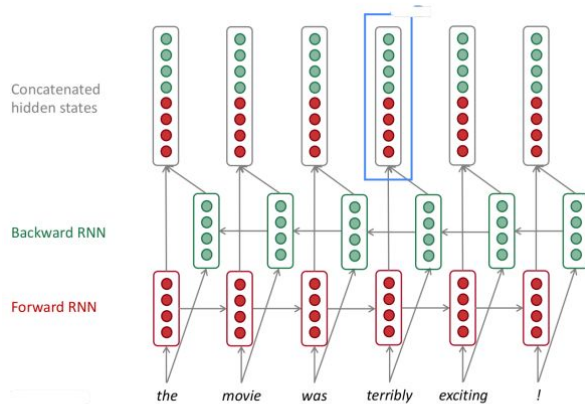 Concatenated
hidden states
Backward RNN
Forward RNN
the movie was terribly exciting !